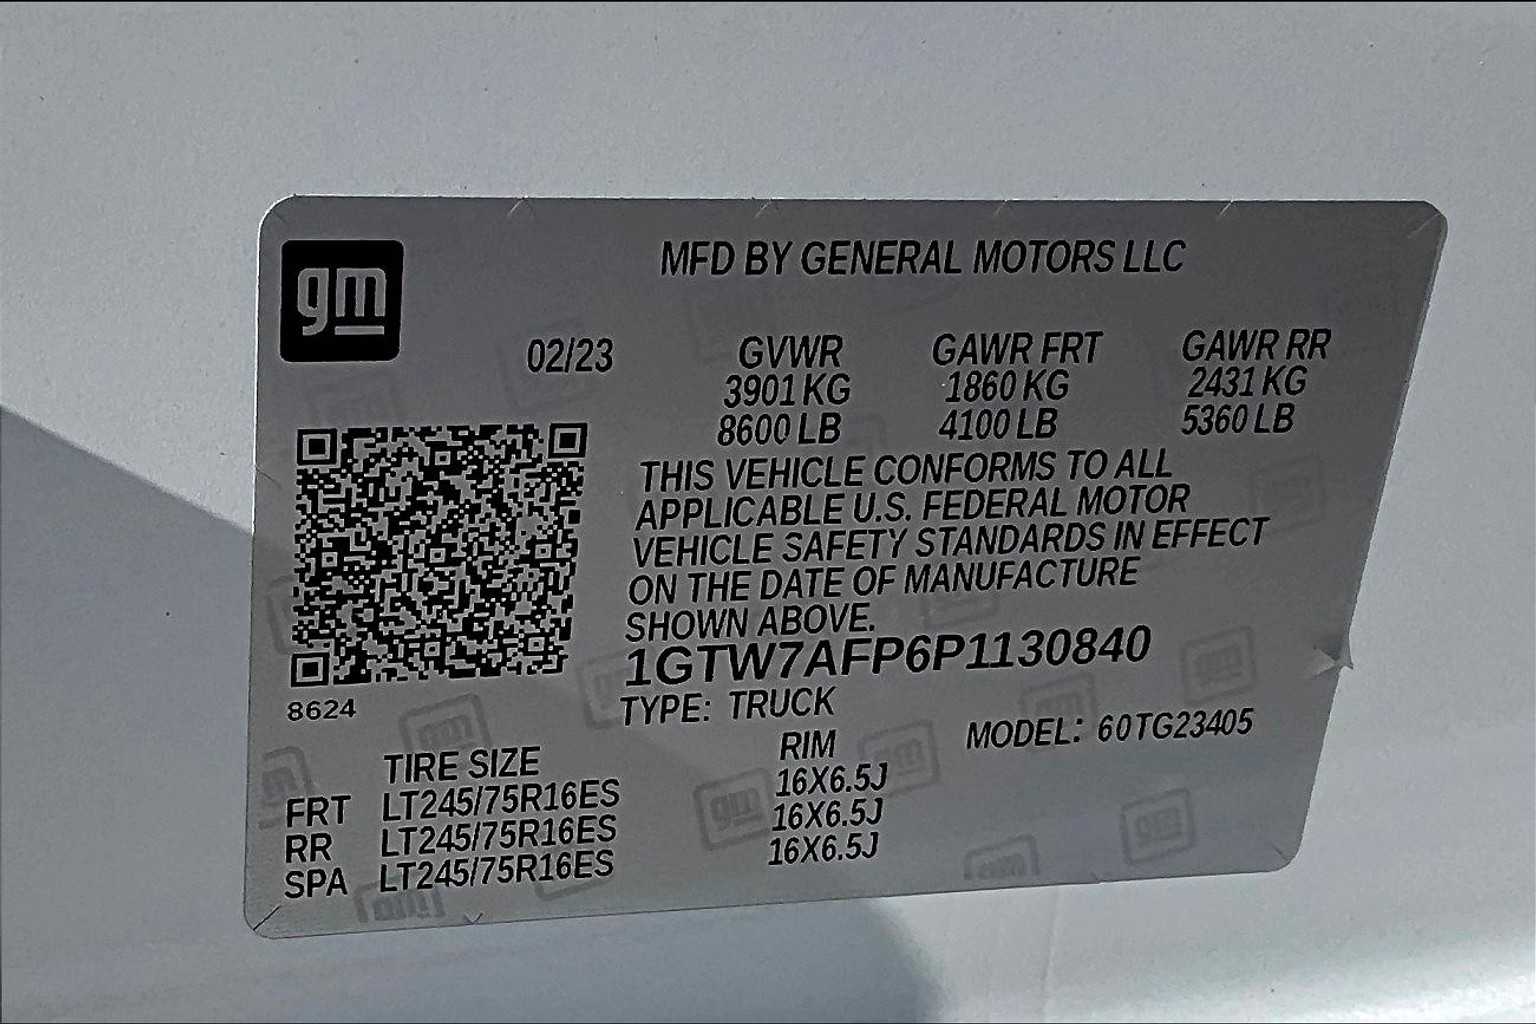 gm
MFD BY GENERAL MOTORS LLC
02/23 GVWR GAWR FRT GAWR RR
3901 KG 1860 KG 2431 KG
8600 LB 4100 LB 5360 LB
THIS VEHICLE CONFORMS TO ALL
APPLICABLE U.S. FEDERAL MOTOR
VEHICLE SAFETY STANDARDS IN EFFECT
ON THE DATE OF MANUFACTURE
SHOWN ABOVE.
1GTW7AFP6P1130840
8624
TYPE: TRUCK
MODEL: 60TG23405
TIRE SIZE RIM
FRT LT245/75R16ES 16X6.5J
RR LT245/75R16ES 16X6.5J
SPA LT245/75R16ES 16X6.5J